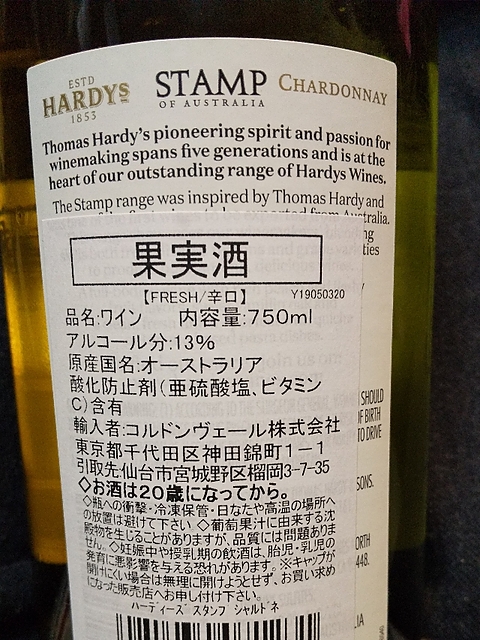 ESTD
HARDYS
1853
STAMP
OF AUSTRALIA
CHARDONNAY
Thomas Hardy's pioneering spirit and passion for
winemaking spans five generations and is at the
heart of our outstanding range of Hardys Wines.
The Stamp range was inspired by Thomas Hardy and
exported from Australia.
果実酒
【FRESH/辛口】 Y19050320
品名:ワイン 内容量:750ml
アルコール分:13%
原産国名:オーストラリア
酸化防止剤(亜硫酸塩、ビタミン
C)含有
輸入者:コルドンヴェール株式会社
東京都千代田区神田錦町1-1
引取先:仙台市宮城野区榴岡3-7-35
◇お酒は20歳になってから。
◇瓶への衝撃・冷凍保管・日なたや高温の場所へ
の放置は避けて下さい ◇葡萄果汁に由来する沈
殿物を生じることがありますが、品質には問題ありま
せん。◇妊娠中や授乳期の飲酒は、胎児・乳児の
発育に悪影響を与える恐れがあります。※キャップが
開けにくい場合は無理に開けようとせず、お買い求め
になった販売店へお申し付け下さい。
ハーディーズ スタンプ シャルドネ
SHOULD
OF BIRTH
TO DRIVE